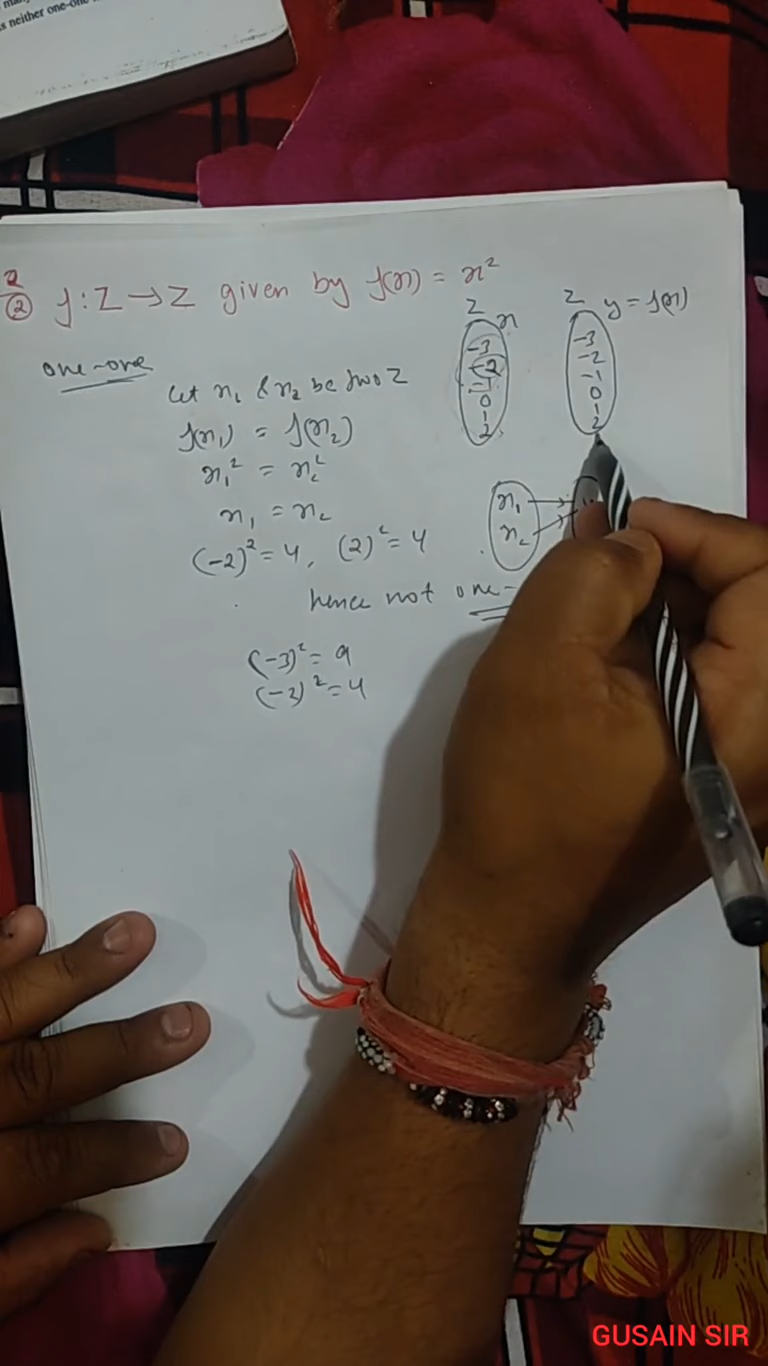 s neither one-one
2
② f : Z → Z given by f(x) = x²
one-one
Let x₁ & x₂ be two Z
f(x₁) = f(x₂)
x₁² = x₂²
x₁ = x₂
(-2)² = 4, (2)² = 4
hence not one-
(-3)² = 9
(-2)² = 4
Z x
-3
-2
-1
0
1
2
Z y = f(x)
-3
-2
-1
0
1
2
x₁
x₂
GUSAIN SIR